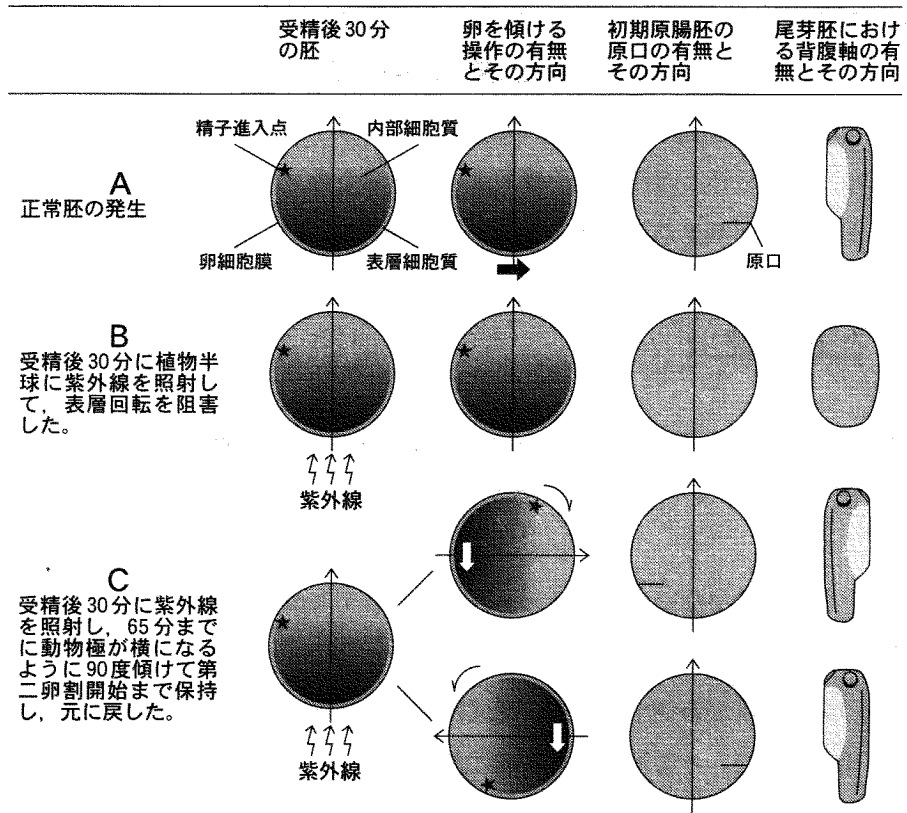 受精後30分
の胚
卵を傾ける
操作の有無
とその方向
初期原腸胚の
原口の有無と
その方向
尾芽胚におけ
る背腹軸の有
無とその方向
A
正常胚の発生
精子進入点
内部細胞質
卵細胞膜
表層細胞質
原口
B
受精後30分に植物半
球に紫外線を照射し
て，表層回転を阻害
した。
紫外線
C
受精後30分に紫外線
を照射し，65分まで
に動物極が横になる
ように90度傾けて第
二卵割開始まで保持
し，元に戻した。
紫外線